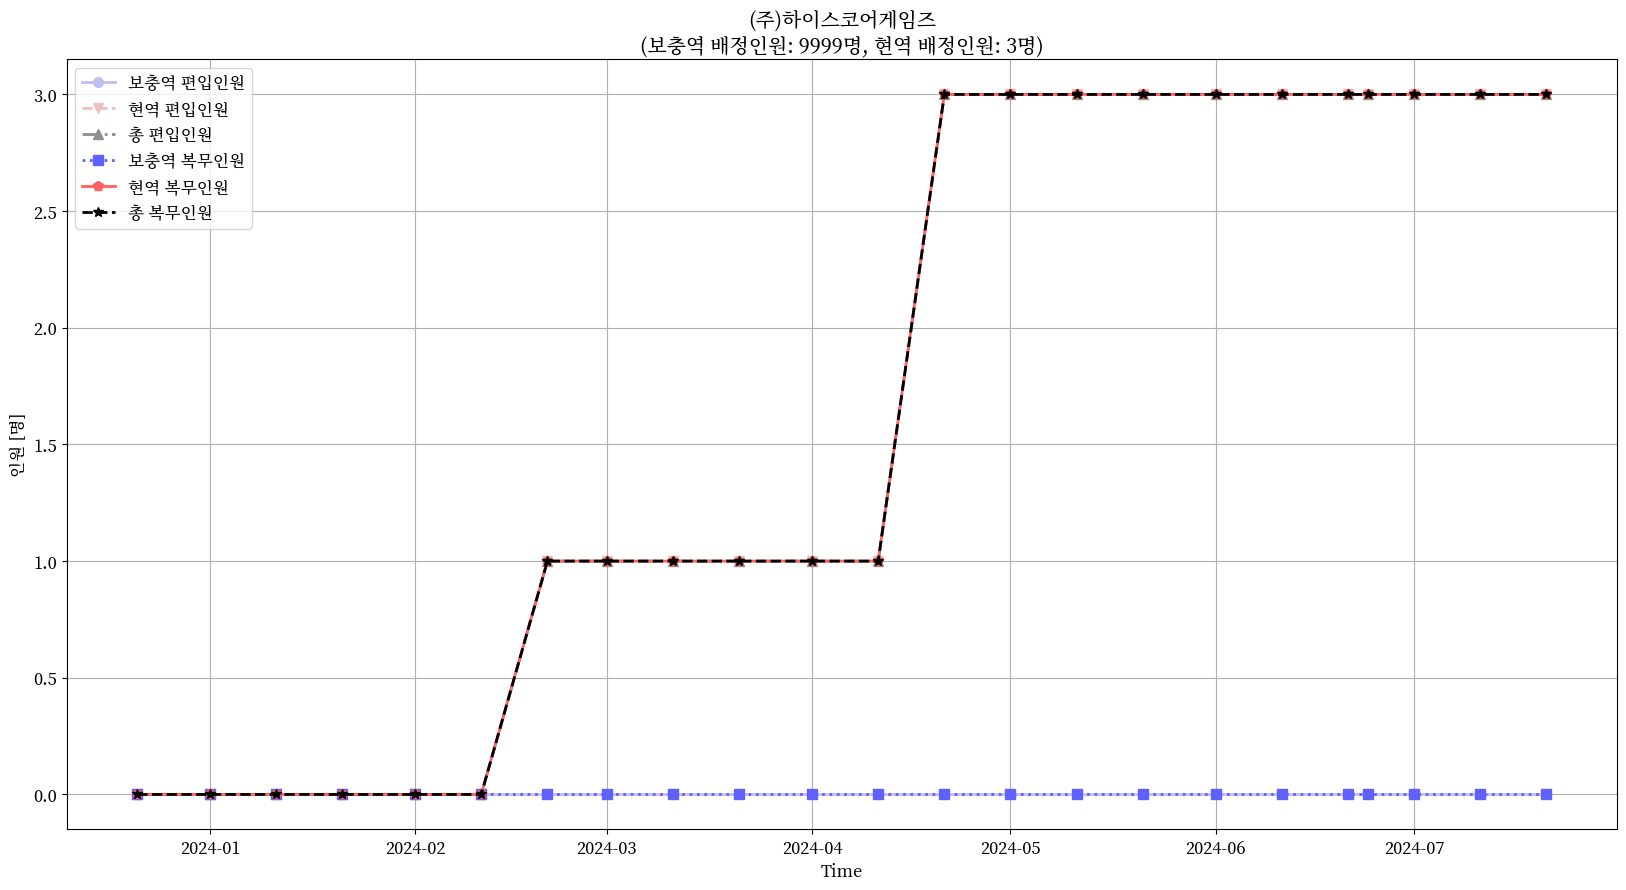 (주)하이스코어게임즈
(보충역 배정인원: 9999명, 현역 배정인원: 3명)
보충역 편입인원
현역 편입인원
총 편입인원
보충역 복무인원
현역 복무인원
총 복무인원
3.0
2.5
2.0
1.5
1.0
0.5
0.0
인원 [명]
2024-01
2024-02
2024-03
2024-04
2024-05
2024-06
2024-07
Time